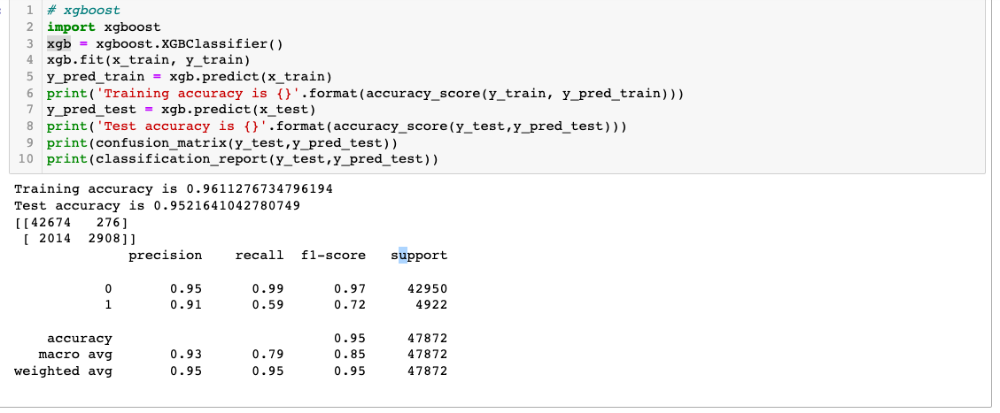 1 # xgboost
2 import xgboost
3 xgb = xgboost.XGBClassifier()
4 xgb.fit(x_train, y_train)
5 y_pred_train = xgb.predict(x_train)
6 print('Training accuracy is {}'.format(accuracy_score(y_train, y_pred_train)))
7 y_pred_test = xgb.predict(x_test)
8 print('Test accuracy is {}'.format(accuracy_score(y_test,y_pred_test)))
9 print(confusion_matrix(y_test,y_pred_test))
10 print(classification_report(y_test,y_pred_test))
Training accuracy is 0.9611276734796194
Test accuracy is 0.9521641042780749
[[42674   276]
 [ 2014  2908]]
              precision    recall  f1-score   support
           0       0.95      0.99      0.97     42950
           1       0.91      0.59      0.72      4922
    accuracy                           0.95     47872
   macro avg       0.93      0.79      0.85     47872
weighted avg       0.95      0.95      0.95     47872